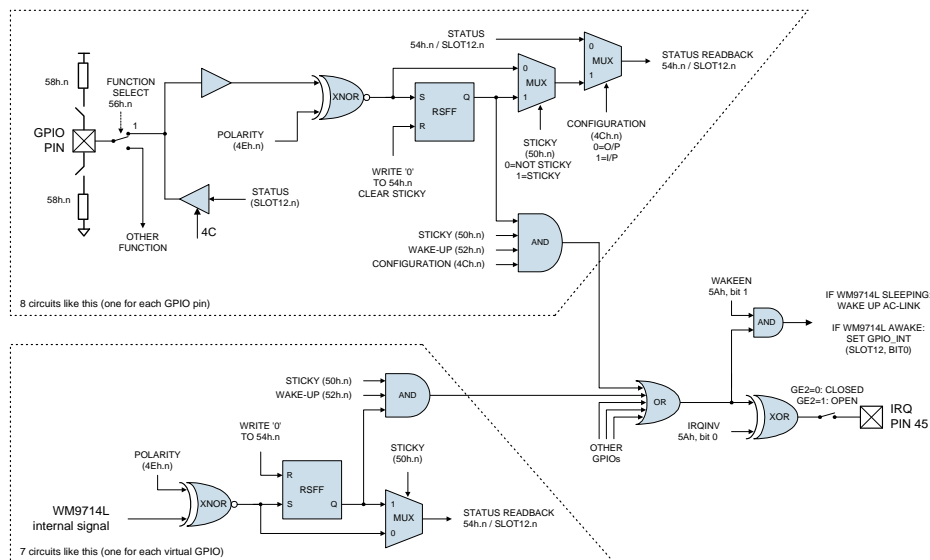 STATUS
54h.n / SLOT12.n
0
MUX
1
STATUS READBACK
54h.n / SLOT12.n
58h.n
FUNCTION
SELECT
56h.n
1
GPIO
PIN
XNOR
POLARITY
(4Eh.n)
S
Q
RSFF
R
0
MUX
1
CONFIGURATION
(4Ch.n)
0=O/P
1=I/P
STICKY
(50h.n)
0=NOT STICKY
1=STICKY
WRITE '0'
TO 54h.n
CLEAR STICKY
58h.n
STATUS
(SLOT12.n)
4C
OTHER
FUNCTION
STICKY (50h.n)
WAKE-UP (52h.n)
CONFIGURATION (4Ch.n)
AND
8 circuits like this (one for each GPIO pin)
WAKEEN
5Ah, bit 1
AND
IF WM9714L SLEEPING:
WAKE UP AC-LINK
IF WM9714L AWAKE:
SET GPIO_INT
(SLOT12, BIT0)
STICKY (50h.n)
WAKE-UP (52h.n)
AND
OR
OTHER
GPIOs
IRQINV
5Ah, bit 0
XOR
GE2=0: CLOSED
GE2=1: OPEN
IRQ
PIN 45
WRITE '0'
TO 54h.n
STICKY
(50h.n)
POLARITY
(4Eh.n)
R
RSFF
S
Q
XNOR
1
MUX
0
STATUS READBACK
54h.n / SLOT12.n
WM9714L
internal signal
7 circuits like this (one for each virtual GPIO)